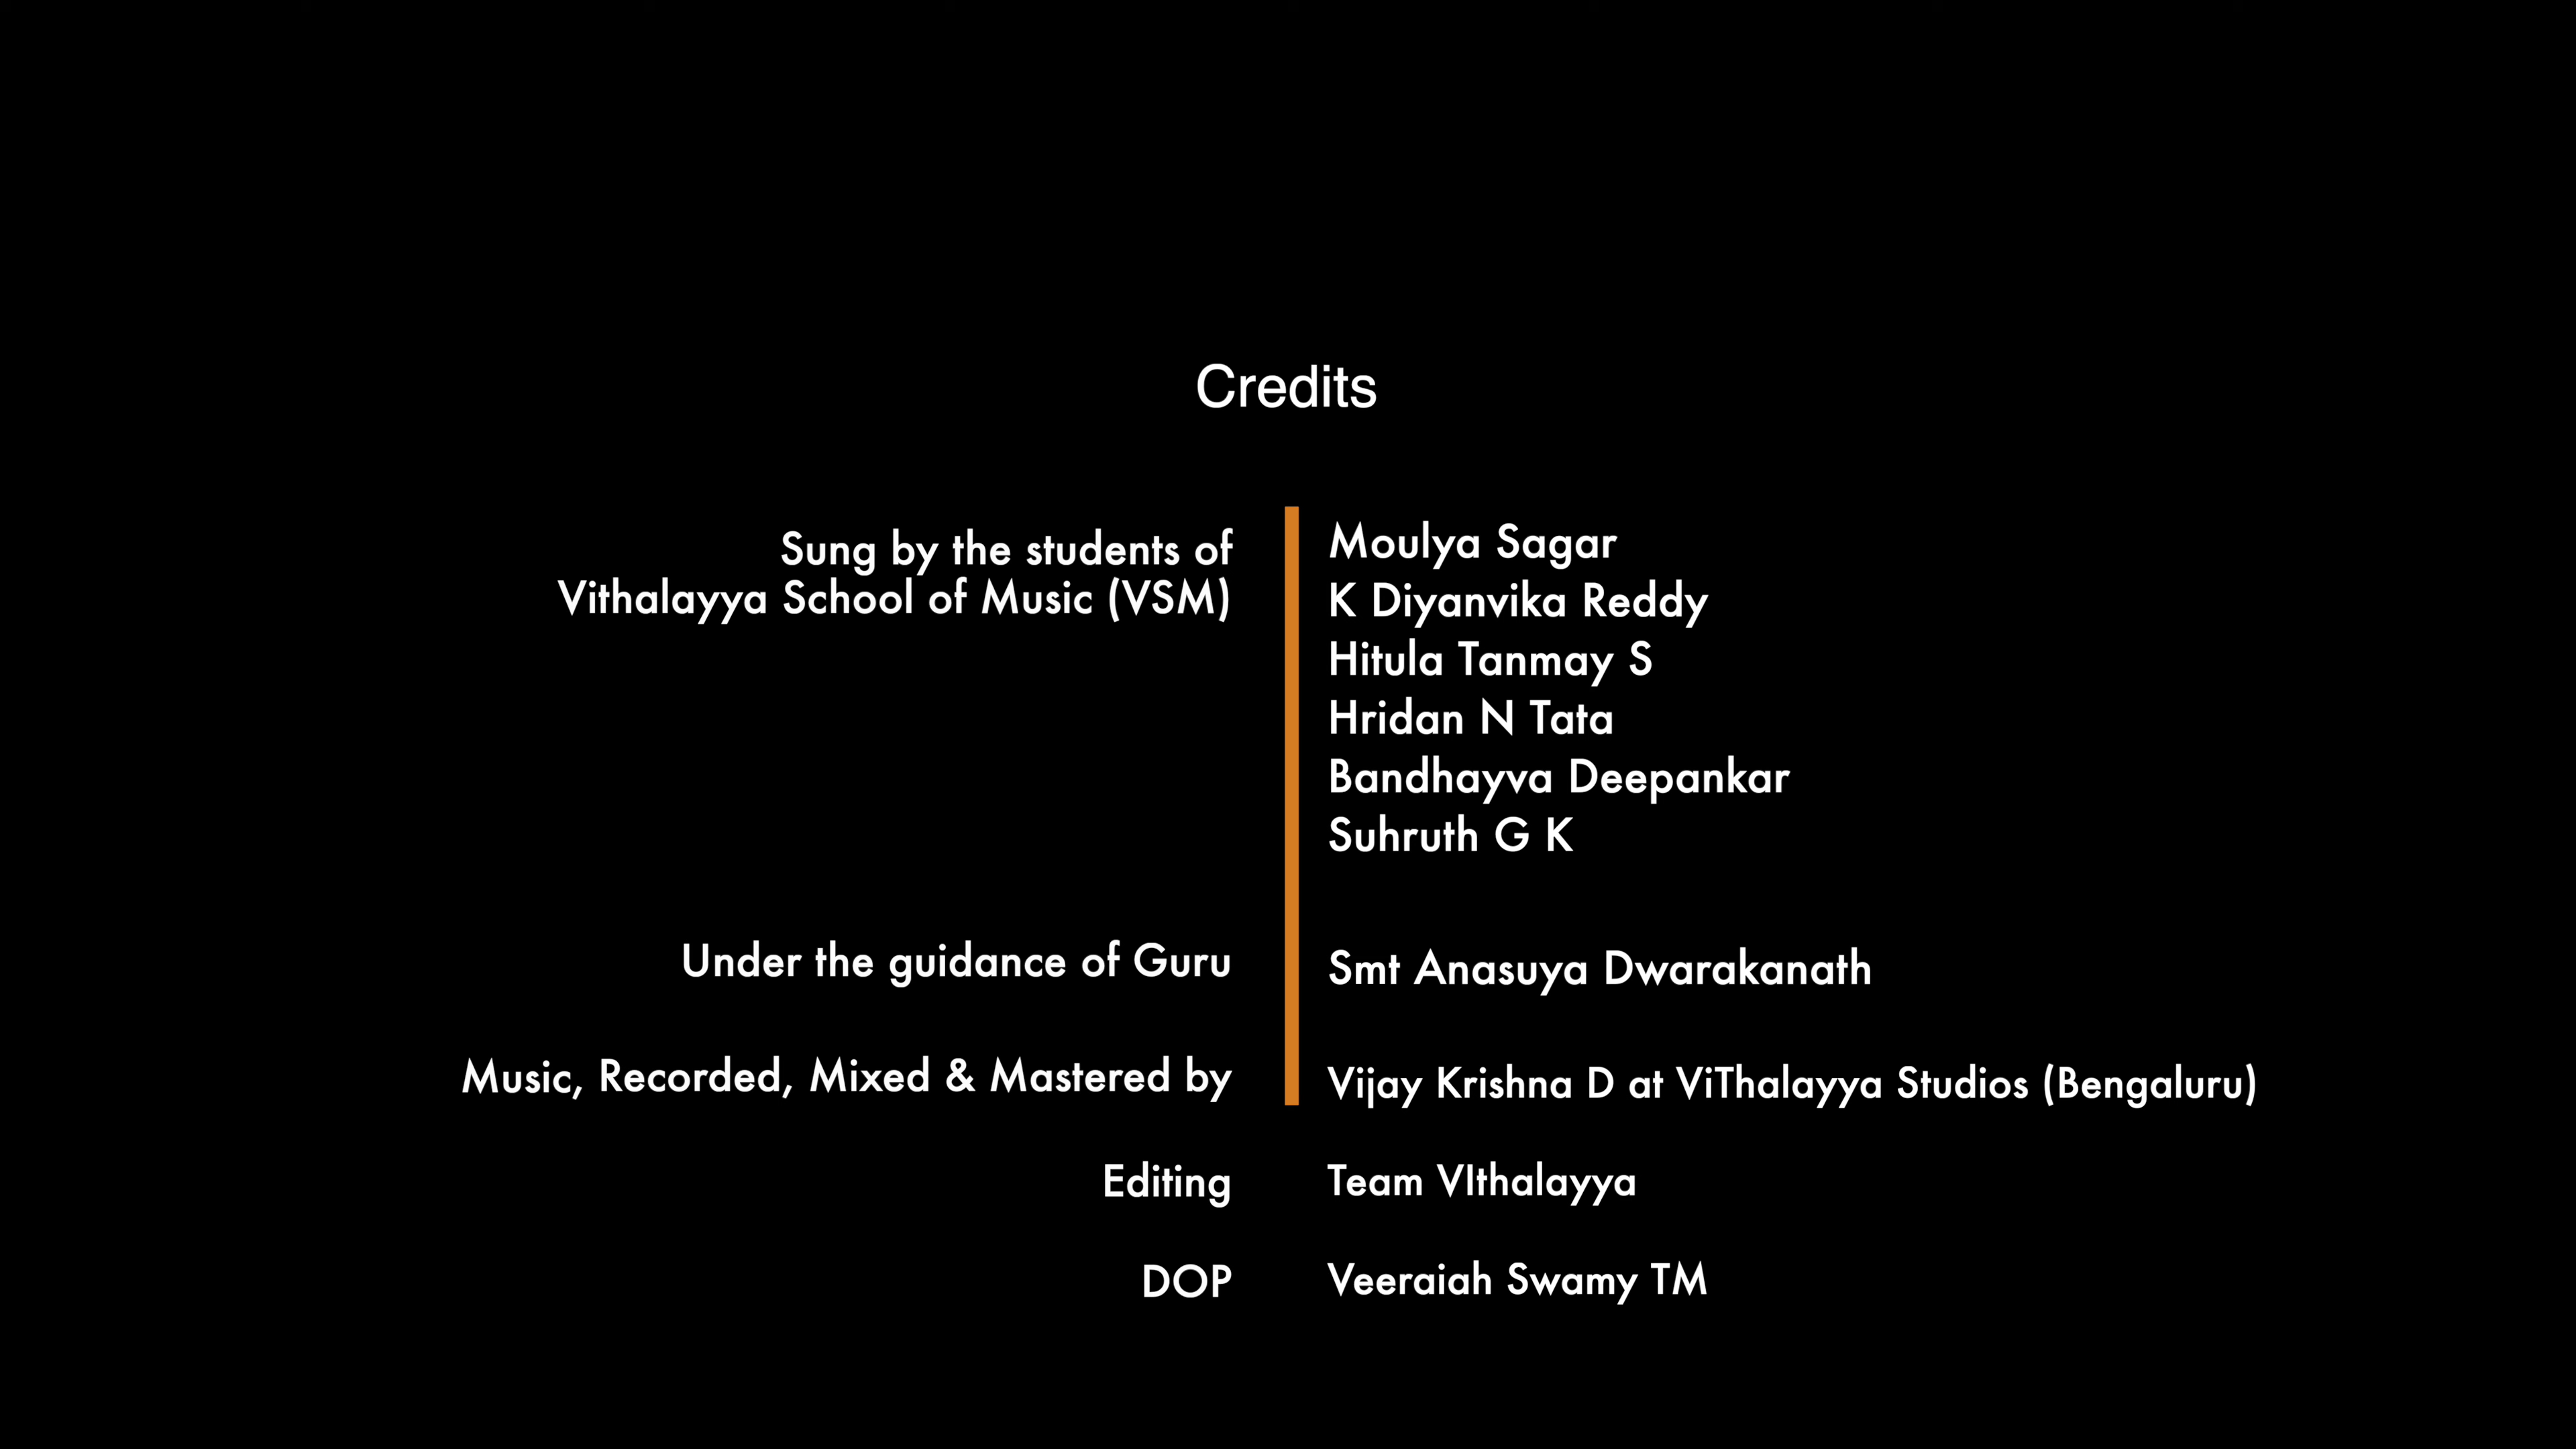 Credits
Sung by the students of
Vithalayya School of Music (VSM)
Moulya Sagar
K Diyanvika Reddy
Hitula Tanmay S
Hridan N Tata
Bandhayva Deepankar
Suhruth G K
Under the guidance of Guru
Smt Anasuya Dwarakanath
Music, Recorded, Mixed & Mastered by
Vijay Krishna D at ViThalayya Studios (Bengaluru)
Editing
Team VIthalayya
DOP
Veeraiah Swamy TM